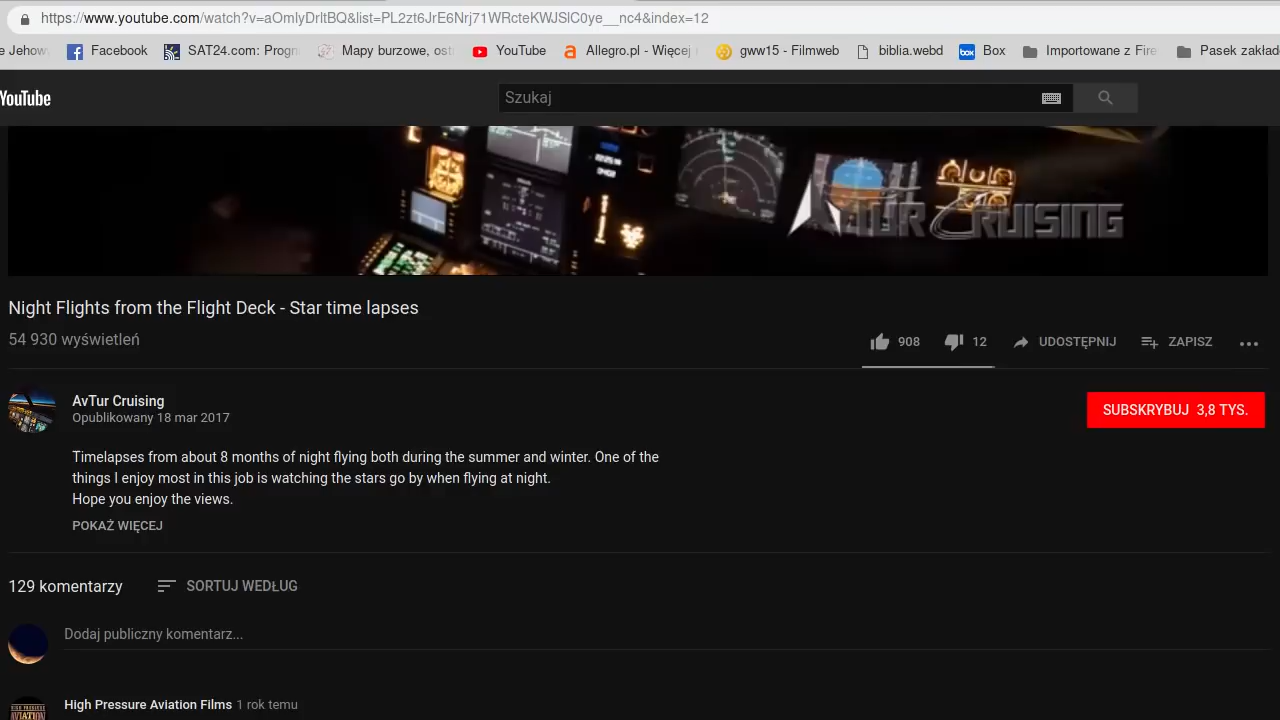 https://www.youtube.com/watch?v=aOmlyDrltBQ&list=PL2zt6JrE6Nrj71WRcteKWJSlC0ye__nc4&index=12
e Jehow Facebook SAT24.com: Progn Mapy burzowe, ost YouTube Allegro.pl - Więcej gww15 - Filmweb biblia.webd Box Importowane z Fire Pasek zakład
YouTube
Szukaj
ATUR CRUISING
Night Flights from the Flight Deck - Star time lapses
54 930 wyświetleń
908 12 UDOSTĘPNIJ ZAPISZ
AvTur Cruising
Opublikowany 18 mar 2017
SUBSKRYBUJ 3,8 TYS.
Timelapses from about 8 months of night flying both during the summer and winter. One of the
things I enjoy most in this job is watching the stars go by when flying at night.
Hope you enjoy the views.
POKAŻ WIĘCEJ
129 komentarzy SORTUJ WEDŁUG
Dodaj publiczny komentarz...
High Pressure Aviation Films 1 rok temu